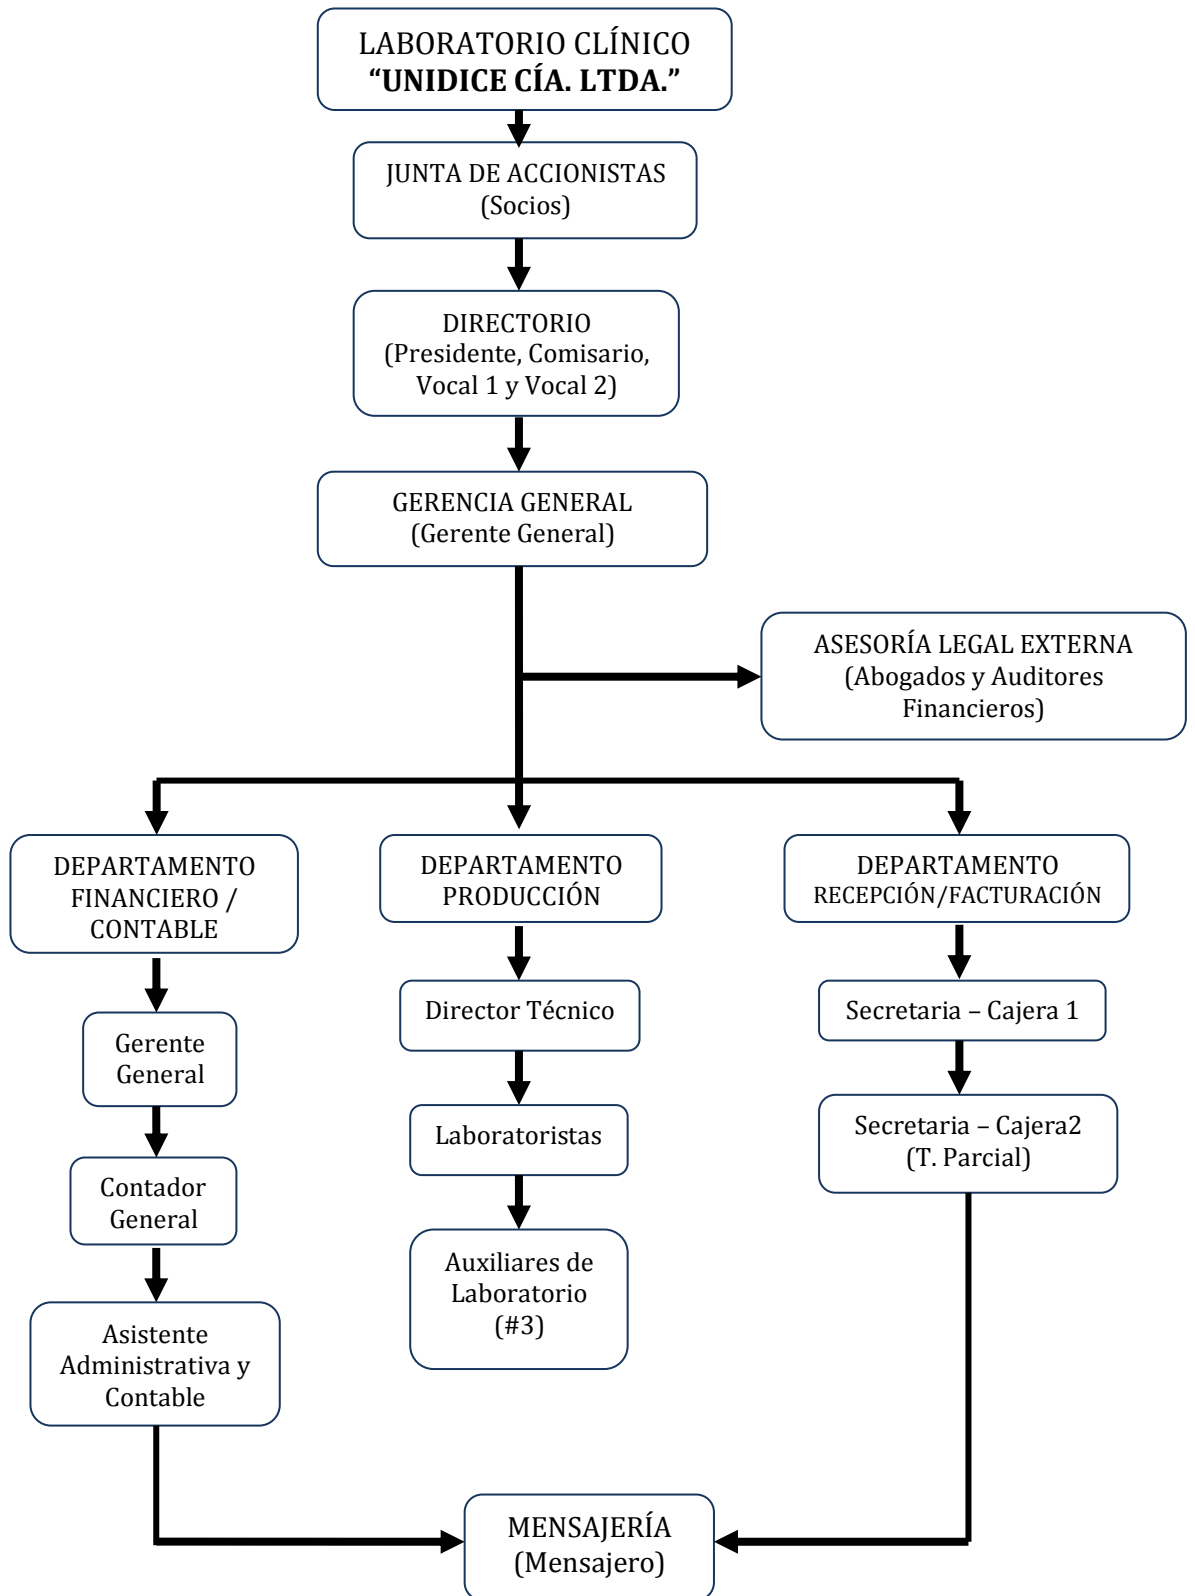 LABORATORIO CLÍNICO
“UNIDICE CÍA. LTDA.”
JUNTA DE ACCIONISTAS
(Socios)
DIRECTORIO
(Presidente, Comisario,
Vocal 1 y Vocal 2)
GERENCIA GENERAL
(Gerente General)
ASESORÍA LEGAL EXTERNA
(Abogados y Auditores
Financieros)
DEPARTAMENTO
FINANCIERO /
CONTABLE
Gerente
General
Contador
General
Asistente
Administrativa y
Contable
DEPARTAMENTO
PRODUCCIÓN
Director Técnico
Laboratoristas
Auxiliares de
Laboratorio
(#3)
DEPARTAMENTO
RECEPCIÓN/FACTURACIÓN
Secretaria – Cajera 1
Secretaria – Cajera2
(T. Parcial)
MENSAJERÍA
(Mensajero)